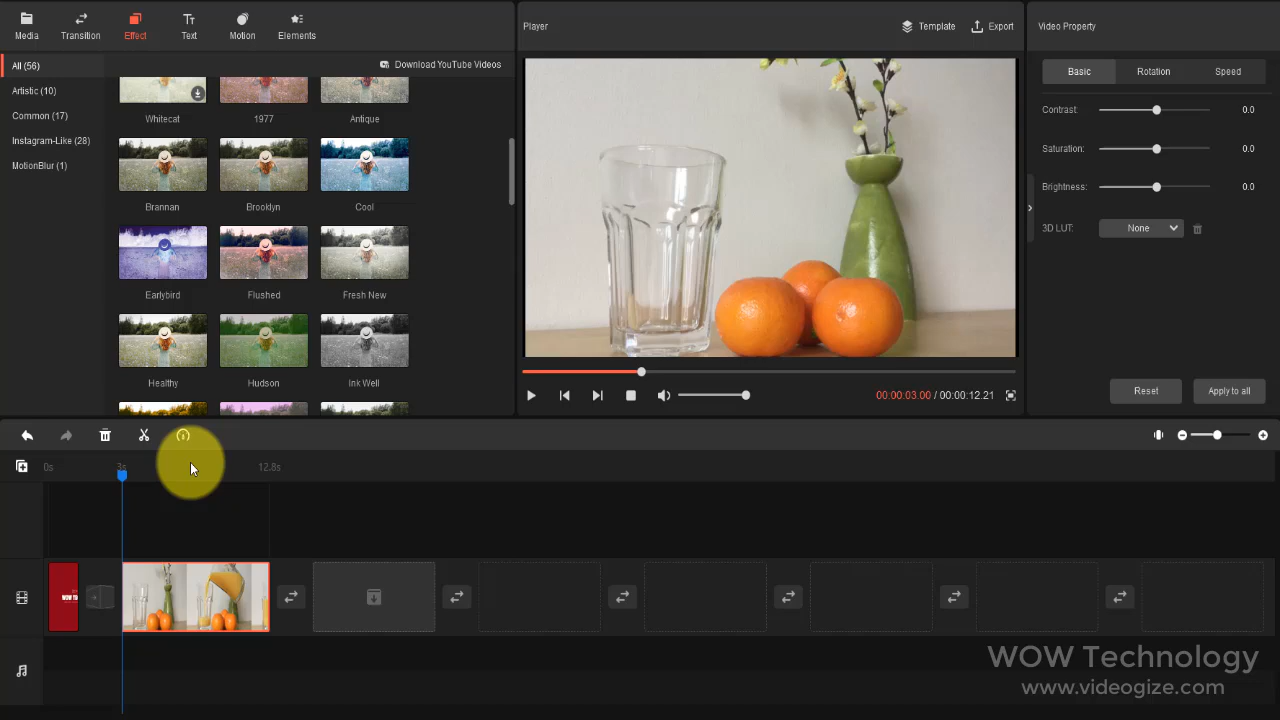 Media
Transition
Effect
Text
Motion
Elements
Player
Template
Export
Video Property
All (56)
Download YouTube Videos
Artistic (10)
Common (17)
Instagram-Like (28)
MotionBlur (1)
Whitecat
1977
Antique
Brannan
Brooklyn
Cool
Earlybird
Flushed
Fresh New
Healthy
Hudson
Ink Well
Basic
Rotation
Speed
Contrast:
0.0
Saturation:
0.0
Brightness:
0.0
3D LUT:
None
Reset
Apply to all
00:00:03.00 / 00:00:12.21
0s
3s
12.8s
WOW
WOW Technology
www.videogize.com